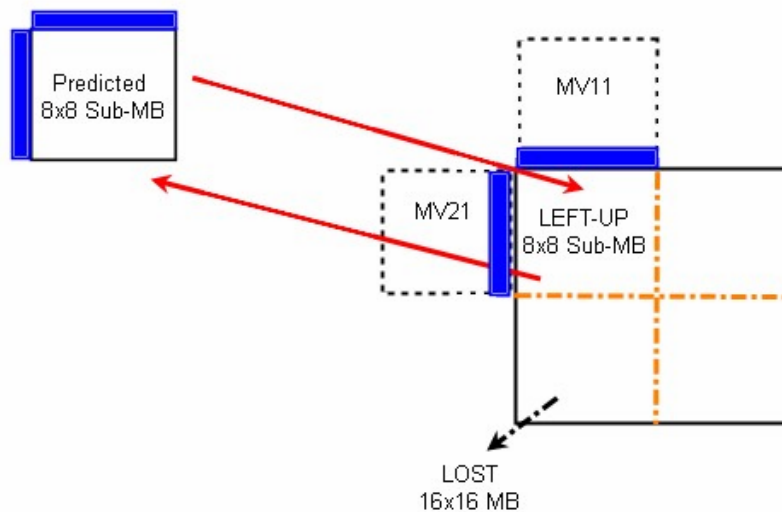 Predicted
8x8 Sub-MB
MV11
MV21
LEFT-UP
8x8 Sub-MB
LOST
16x16 MB